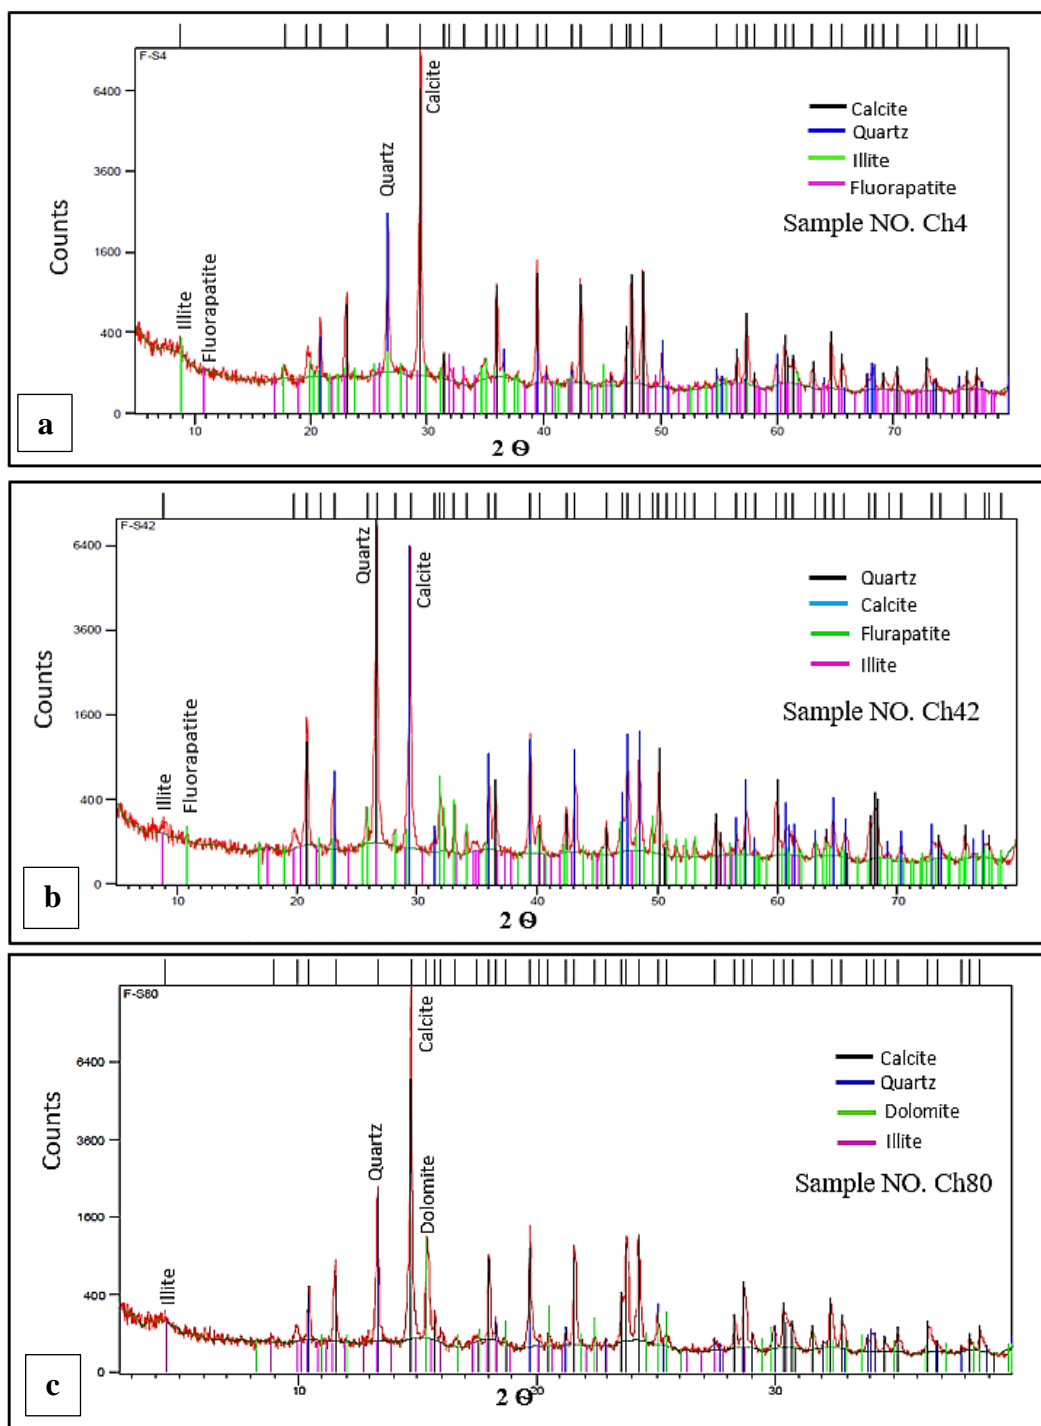 F-S4
6400
3600
1600
400
0
Counts
Illite
Fluorapatite
Quartz
Calcite
Calcite
Quartz
Illite
Fluorapatite
Sample NO. Ch4
10 20 30 40 50 60 70
2 Θ
a
F-S42
6400
3600
1600
400
0
Counts
Illite
Fluorapatite
Quartz
Calcite
Quartz
Calcite
Flurapatite
Illite
Sample NO. Ch42
10 20 30 40 50 60 70
2 Θ
b
F-S80
6400
3600
1600
400
0
Counts
Illite
Quartz
Calcite
Dolomite
Calcite
Quartz
Dolomite
Illite
Sample NO. Ch80
10 20 30
2 Θ
c